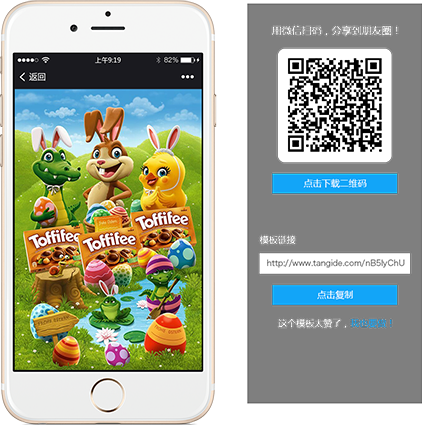 上午9:19
82%
返回
Toffifee
Toffifee
Toffifee
用微信扫码，分享到朋友圈！
点击下载二维码
模板链接
http://www.tangide.com/nB5lyChU
点击复制
这个模板太赞了，